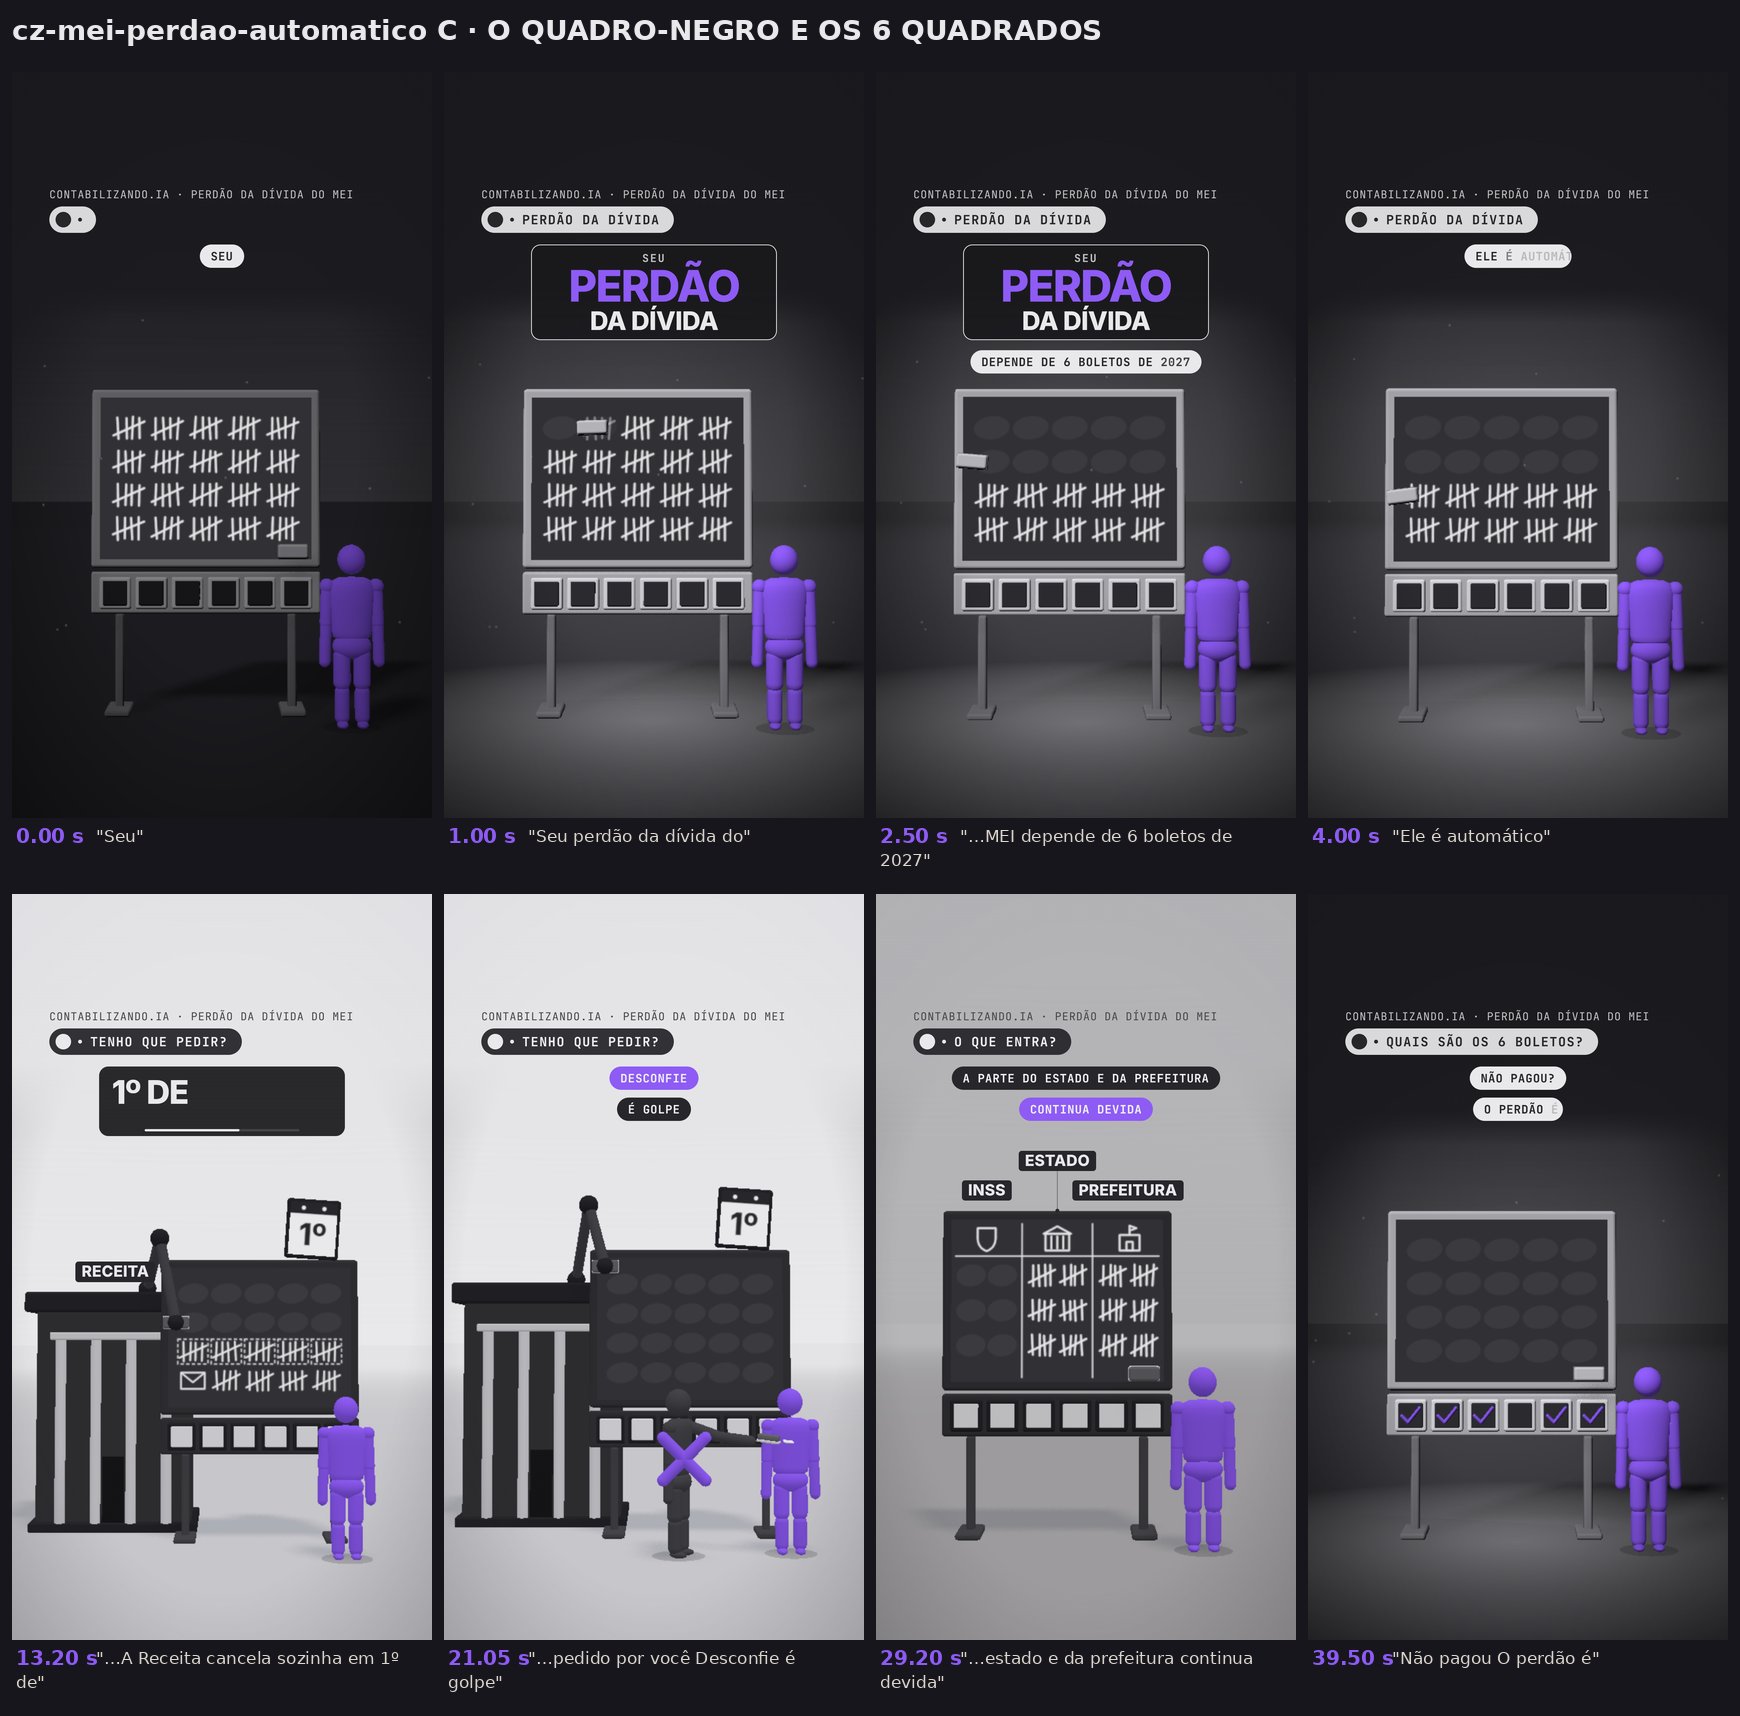 cz-mei-perdao-automatico C · O QUADRO-NEGRO E OS 6 QUADRADOS
CONTABILIZANDO.IA · PERDÃO DA DÍVIDA DO MEI
•
SEU
0.00 s "Seu"
CONTABILIZANDO.IA · PERDÃO DA DÍVIDA DO MEI
• PERDÃO DA DÍVIDA
SEU
PERDÃO
DA DÍVIDA
1.00 s "Seu perdão da dívida do"
CONTABILIZANDO.IA · PERDÃO DA DÍVIDA DO MEI
• PERDÃO DA DÍVIDA
SEU
PERDÃO
DA DÍVIDA
DEPENDE DE 6 BOLETOS DE 2027
2.50 s "...MEI depende de 6 boletos de
2027"
CONTABILIZANDO.IA · PERDÃO DA DÍVIDA DO MEI
• PERDÃO DA DÍVIDA
ELE É AUTOMÁT
4.00 s "Ele é automático"
CONTABILIZANDO.IA · PERDÃO DA DÍVIDA DO MEI
• TENHO QUE PEDIR?
1º DE
1º
RECEITA
13.20 s "...A Receita cancela sozinha em 1º
de"
CONTABILIZANDO.IA · PERDÃO DA DÍVIDA DO MEI
• TENHO QUE PEDIR?
DESCONFIE
É GOLPE
1º
21.05 s "...pedido por você Desconfie é
golpe"
CONTABILIZANDO.IA · PERDÃO DA DÍVIDA DO MEI
• O QUE ENTRA?
A PARTE DO ESTADO E DA PREFEITURA
CONTINUA DEVIDA
ESTADO
INSS PREFEITURA
29.20 s "...estado e da prefeitura continua
devida"
CONTABILIZANDO.IA · PERDÃO DA DÍVIDA DO MEI
• QUAIS SÃO OS 6 BOLETOS?
NÃO PAGOU?
O PERDÃO É
39.50 s "Não pagou O perdão é"